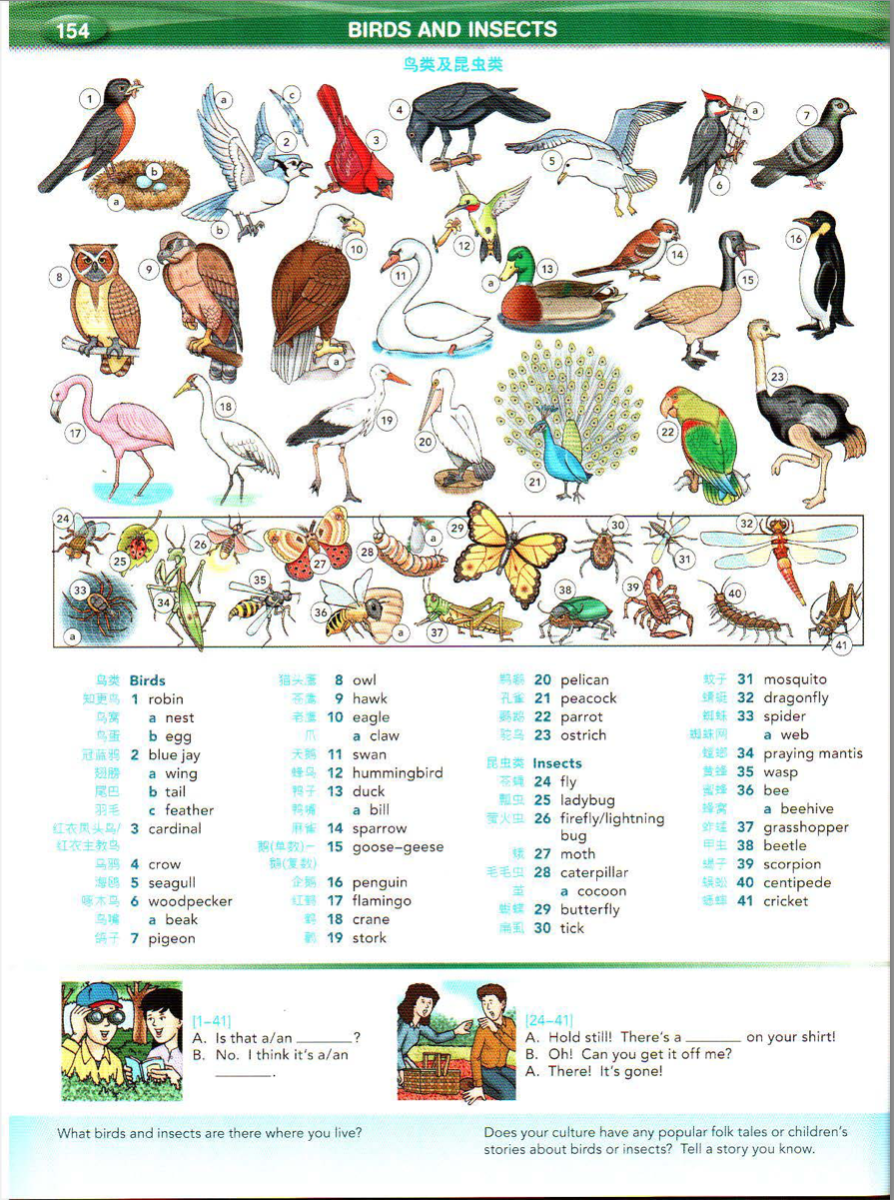 154
BIRDS AND INSECTS
鸟类及昆虫类
1
a
b
a
b
c
2
3
4
5
6
a
7
8
9
10
a
11
12
13
a
14
15
16
17
18
19
20
21
22
23
24
25
26
27
28
a
29
30
31
32
33
a
34
35
36
a
37
38
39
40
41
鸟类 Birds
知更鸟 1 robin
鸟窝 a nest
鸟蛋 b egg
冠蓝鸦 2 blue jay
翅膀 a wing
尾巴 b tail
羽毛 c feather
红衣凤头鸟/ 3 cardinal
红衣主教鸟
乌鸦 4 crow
海鸥 5 seagull
啄木鸟 6 woodpecker
鸟嘴 a beak
鸽子 7 pigeon
猫头鹰 8 owl
苍鹰 9 hawk
老鹰 10 eagle
爪 a claw
天鹅 11 swan
蜂鸟 12 hummingbird
鸭子 13 duck
鸭嘴 a bill
麻雀 14 sparrow
鹅(单数)– 15 goose–geese
鹅(复数)
企鹅 16 penguin
红鹤 17 flamingo
鹤 18 crane
鹳 19 stork
鹈鹕 20 pelican
孔雀 21 peacock
鹦鹉 22 parrot
鸵鸟 23 ostrich
昆虫类 Insects
苍蝇 24 fly
瓢虫 25 ladybug
萤火虫 26 firefly/lightning
bug
蛾 27 moth
毛毛虫 28 caterpillar
茧 a cocoon
蝴蝶 29 butterfly
扁虱 30 tick
蚊子 31 mosquito
蜻蜓 32 dragonfly
蜘蛛 33 spider
蜘蛛网 a web
螳螂 34 praying mantis
黄蜂 35 wasp
蜜蜂 36 bee
蜂窝 a beehive
蚱蜢 37 grasshopper
甲虫 38 beetle
蝎子 39 scorpion
蜈蚣 40 centipede
蟋蟀 41 cricket
[1–41]
A. Is that a/an ________?
B. No. I think it's a/an
________.
[24–41]
A. Hold still! There's a ________ on your shirt!
B. Oh! Can you get it off me?
A. There! It's gone!
What birds and insects are there where you live?
Does your culture have any popular folk tales or children's
stories about birds or insects? Tell a story you know.